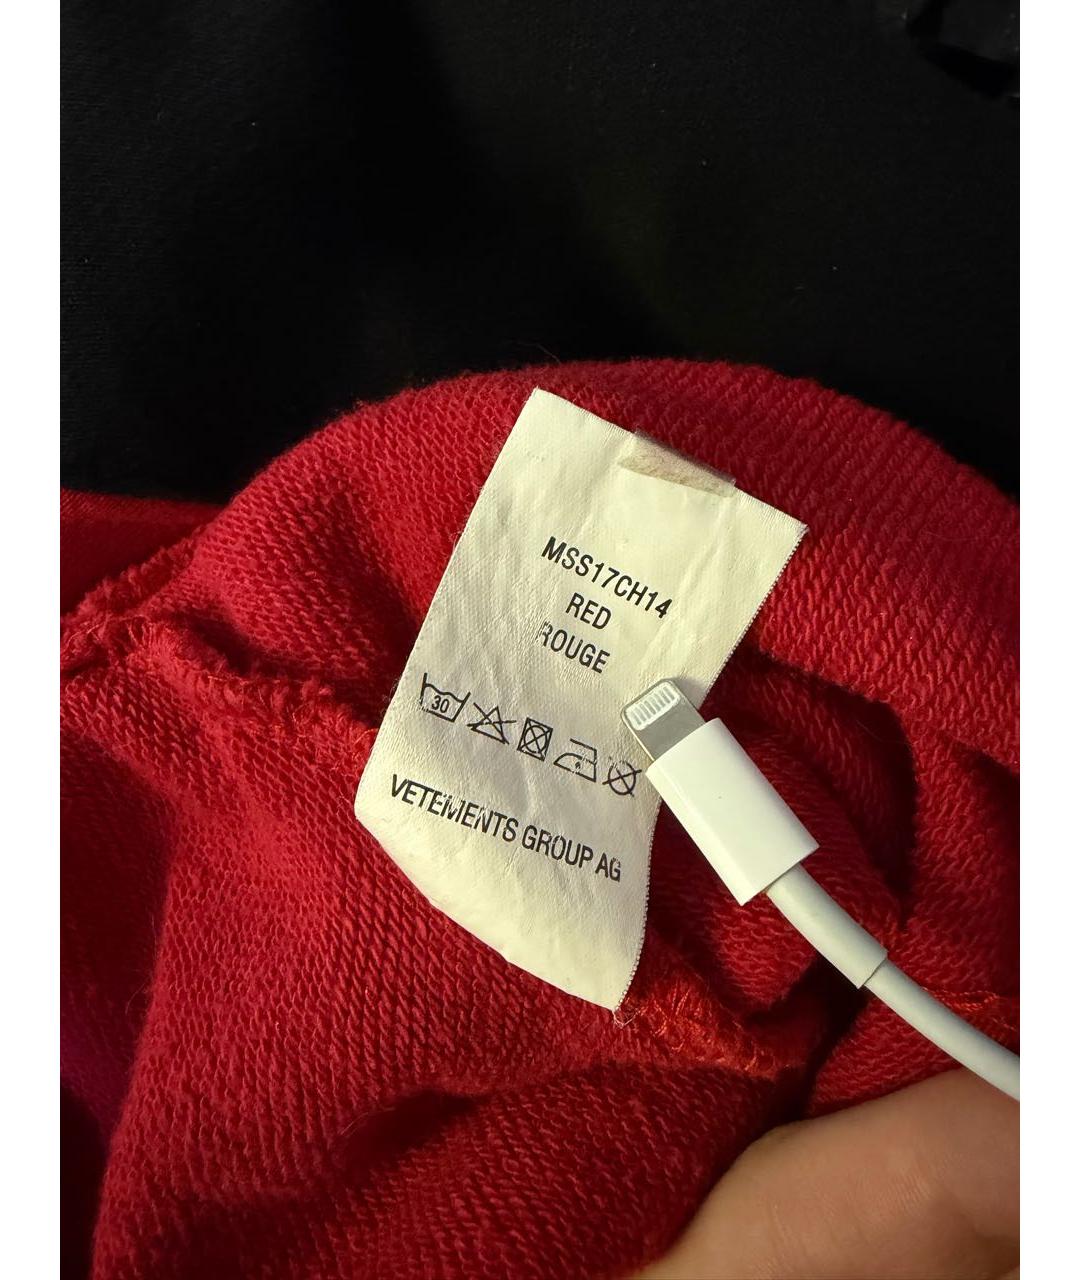 MSS17CH14
RED
ROUGE
30
VETEMENTS GROUP AG